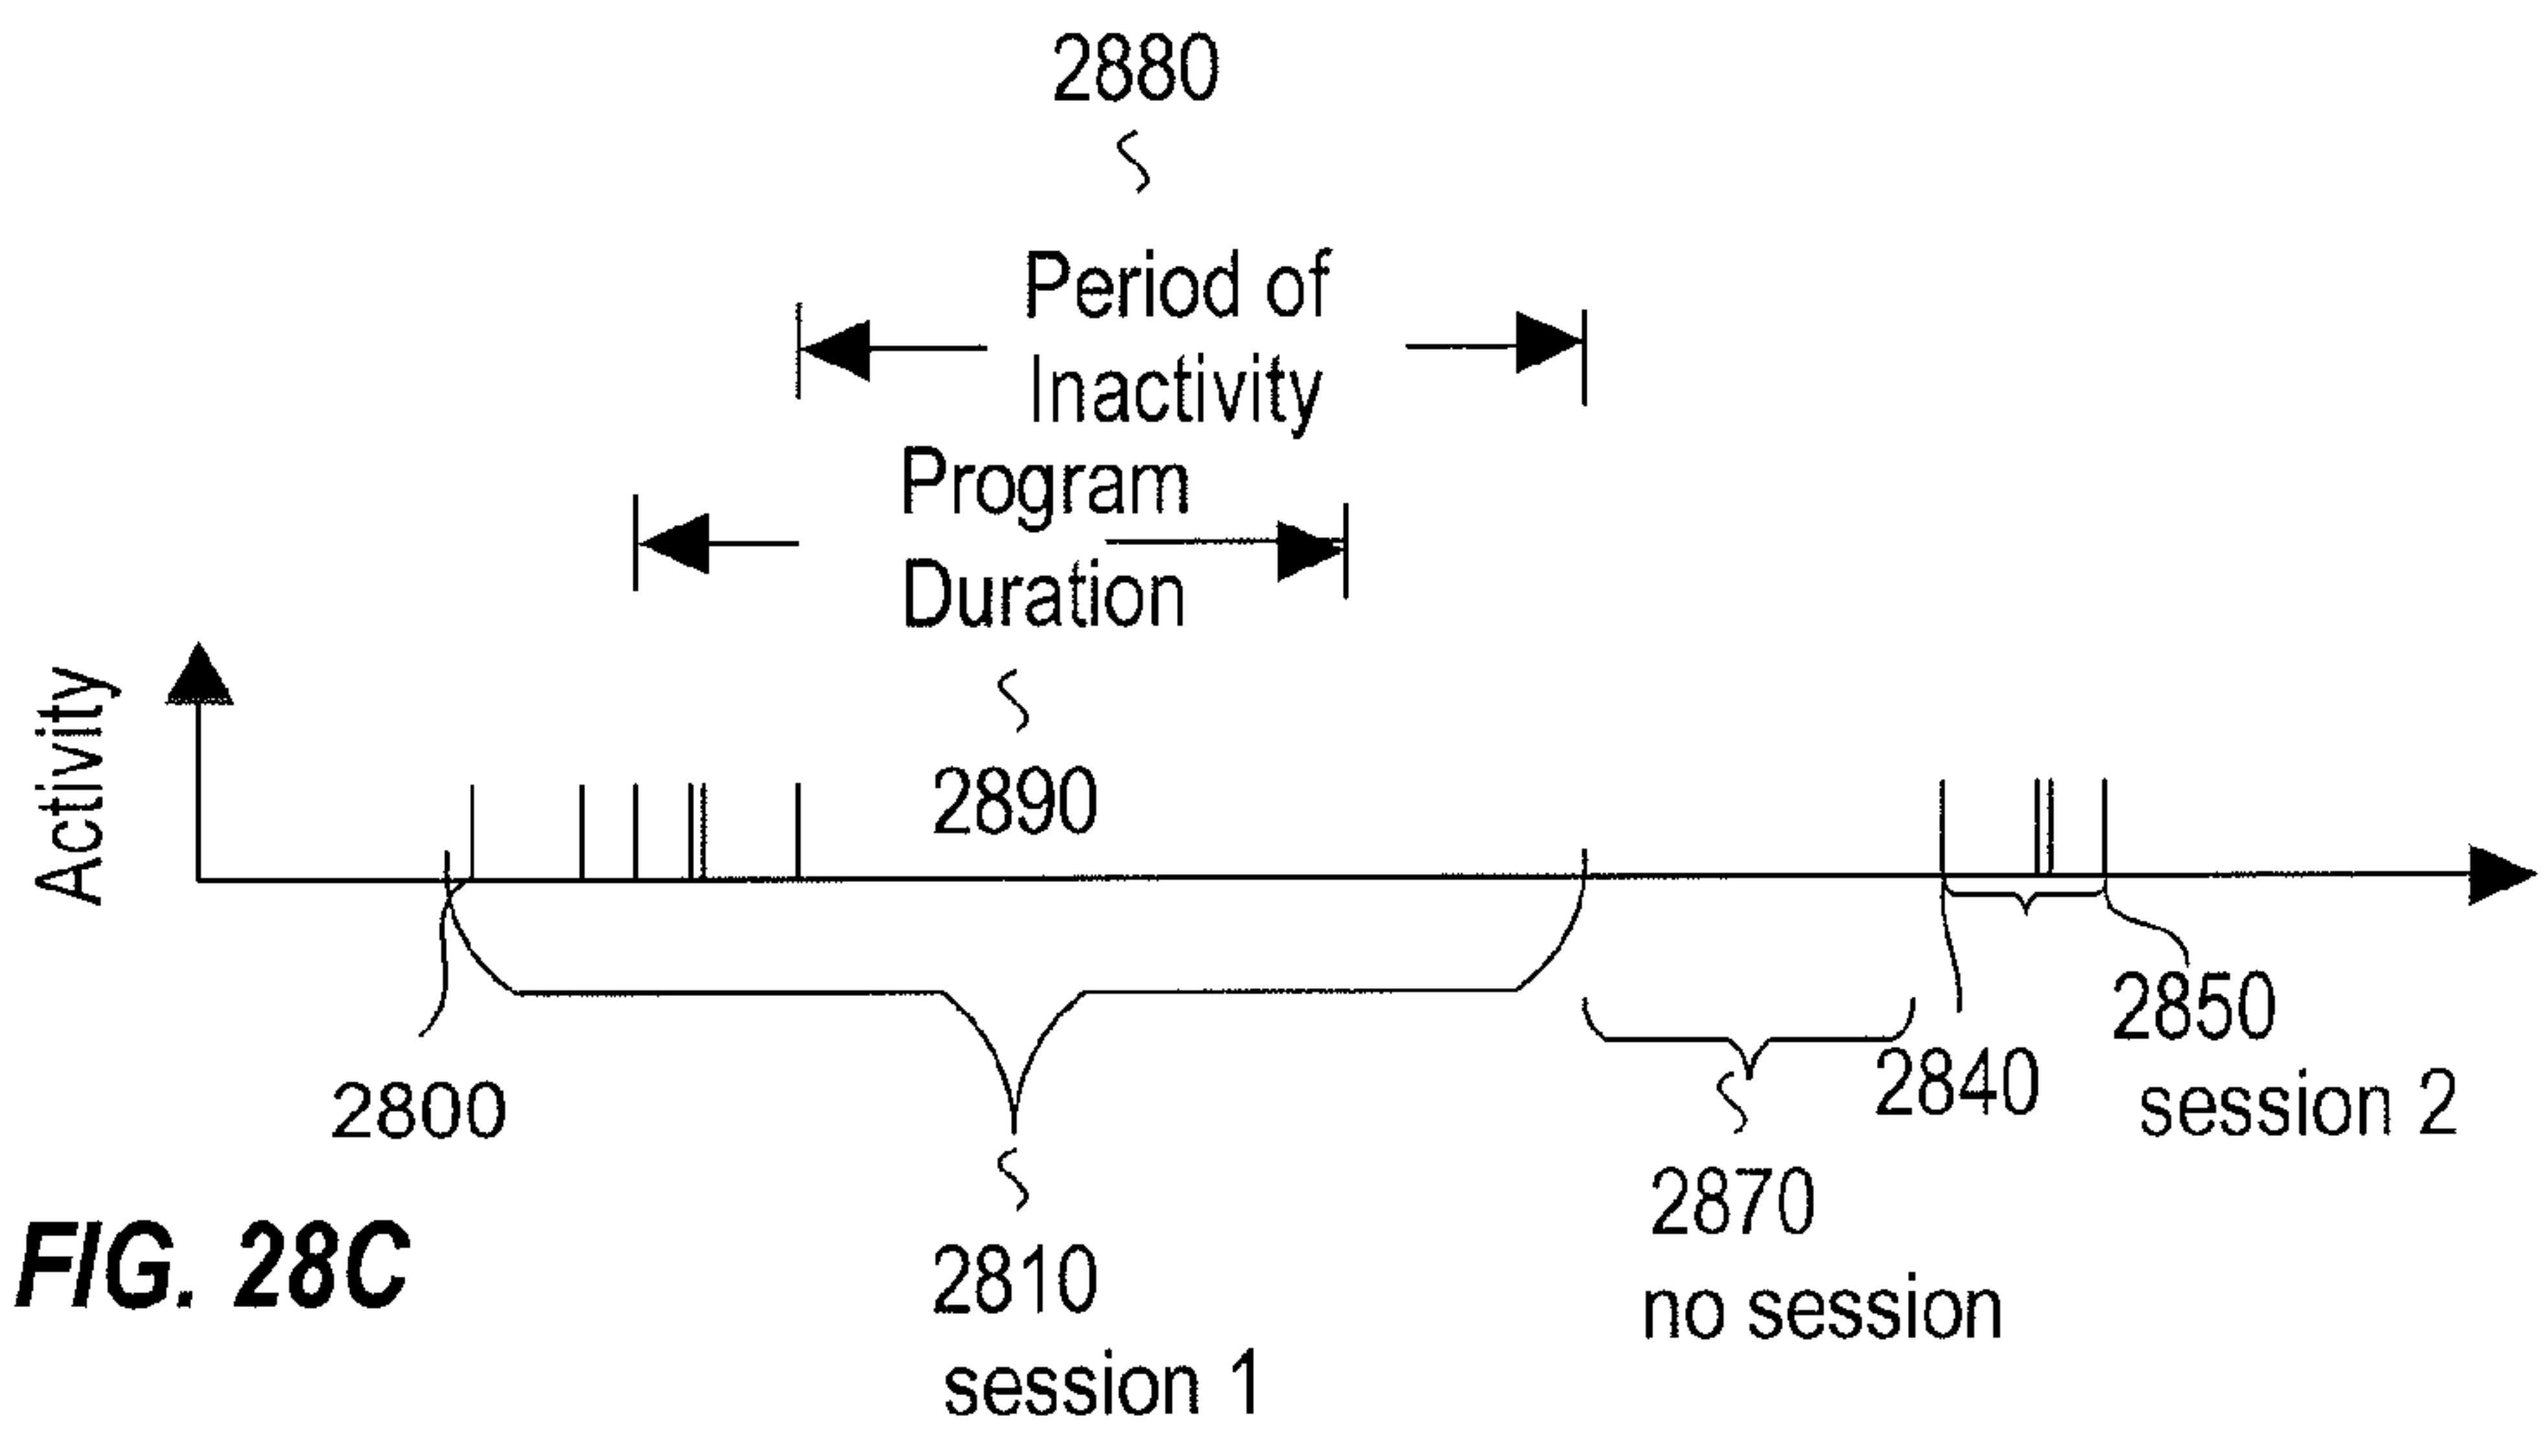 2880
Period of
Inactivity
Program
Duration
Activity
2890
2800
2840
2850
session 2
2870
no session
2810
session 1
FIG. 28C